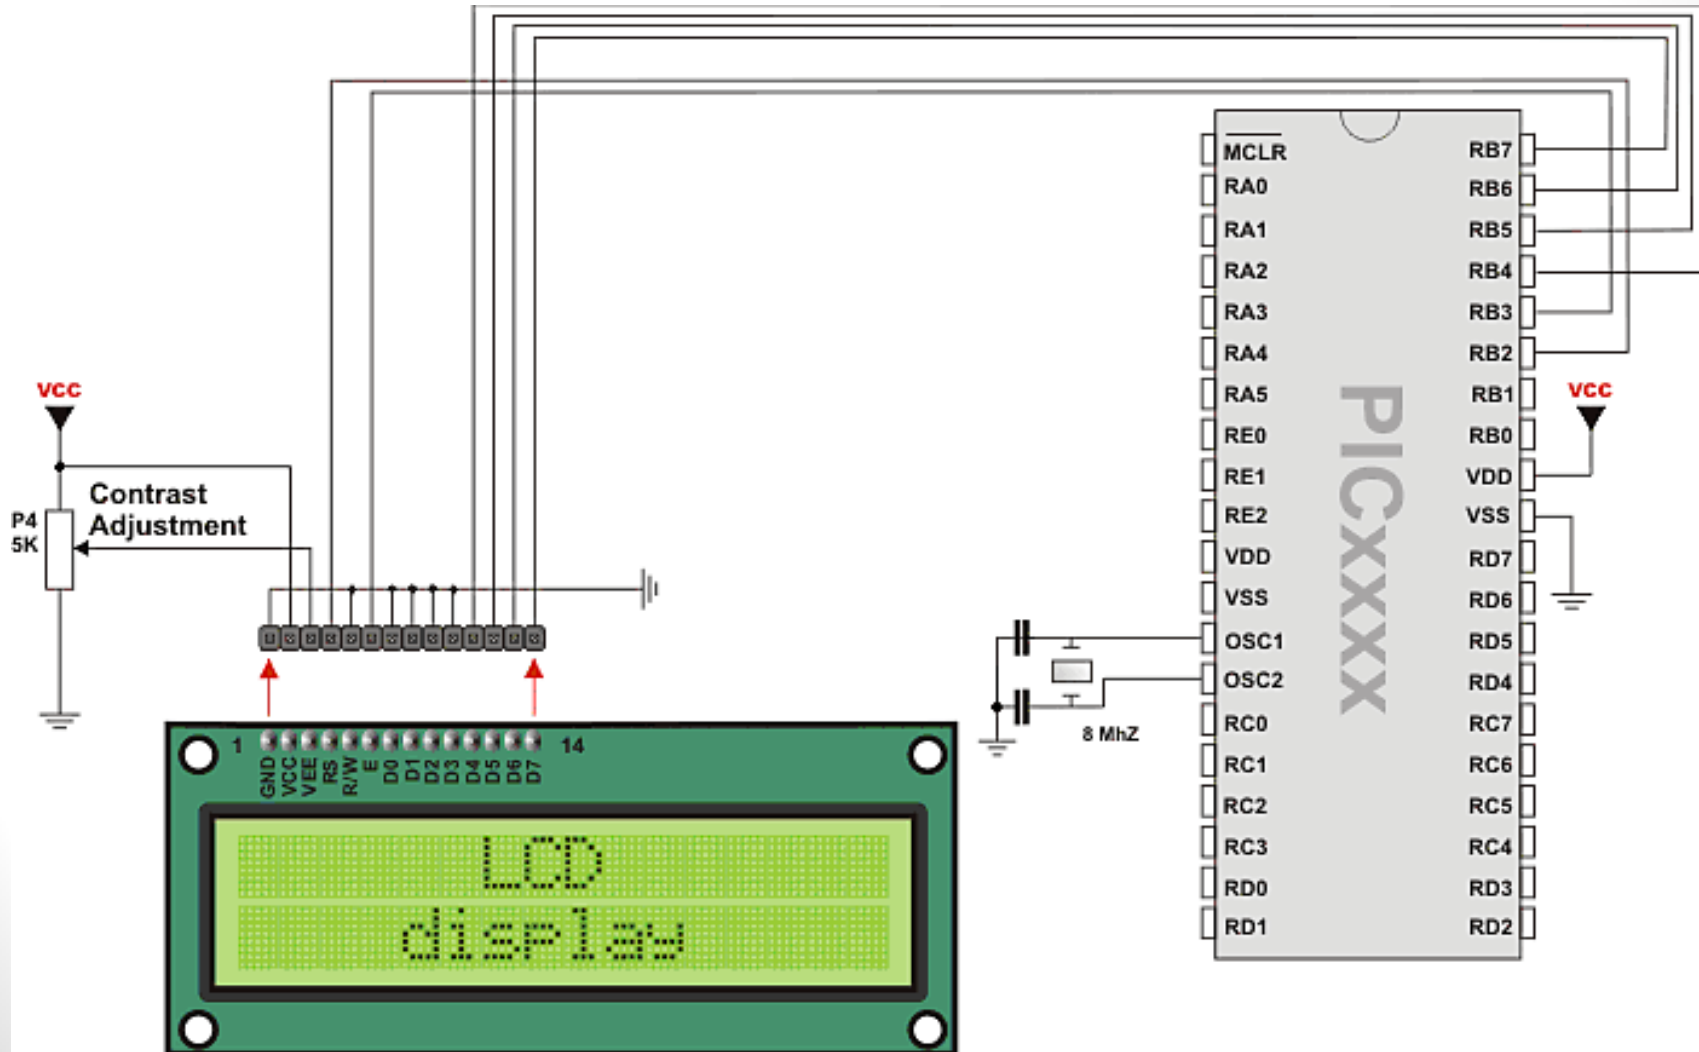 VCC
Contrast
Adjustment
P4
5K
1
14
GND
VCC
VEE
RS
R/W
E
D0
D1
D2
D3
D4
D5
D6
D7
LCD
display
8 MhZ
MCLR
RA0
RA1
RA2
RA3
RA4
RA5
RE0
RE1
RE2
VDD
VSS
OSC1
OSC2
RC0
RC1
RC2
RC3
RD0
RD1
PICxxxx
RB7
RB6
RB5
RB4
RB3
RB2
RB1
RB0
VDD
VSS
RD7
RD6
RD5
RD4
RC7
RC6
RC5
RC4
RD3
RD2
VCC